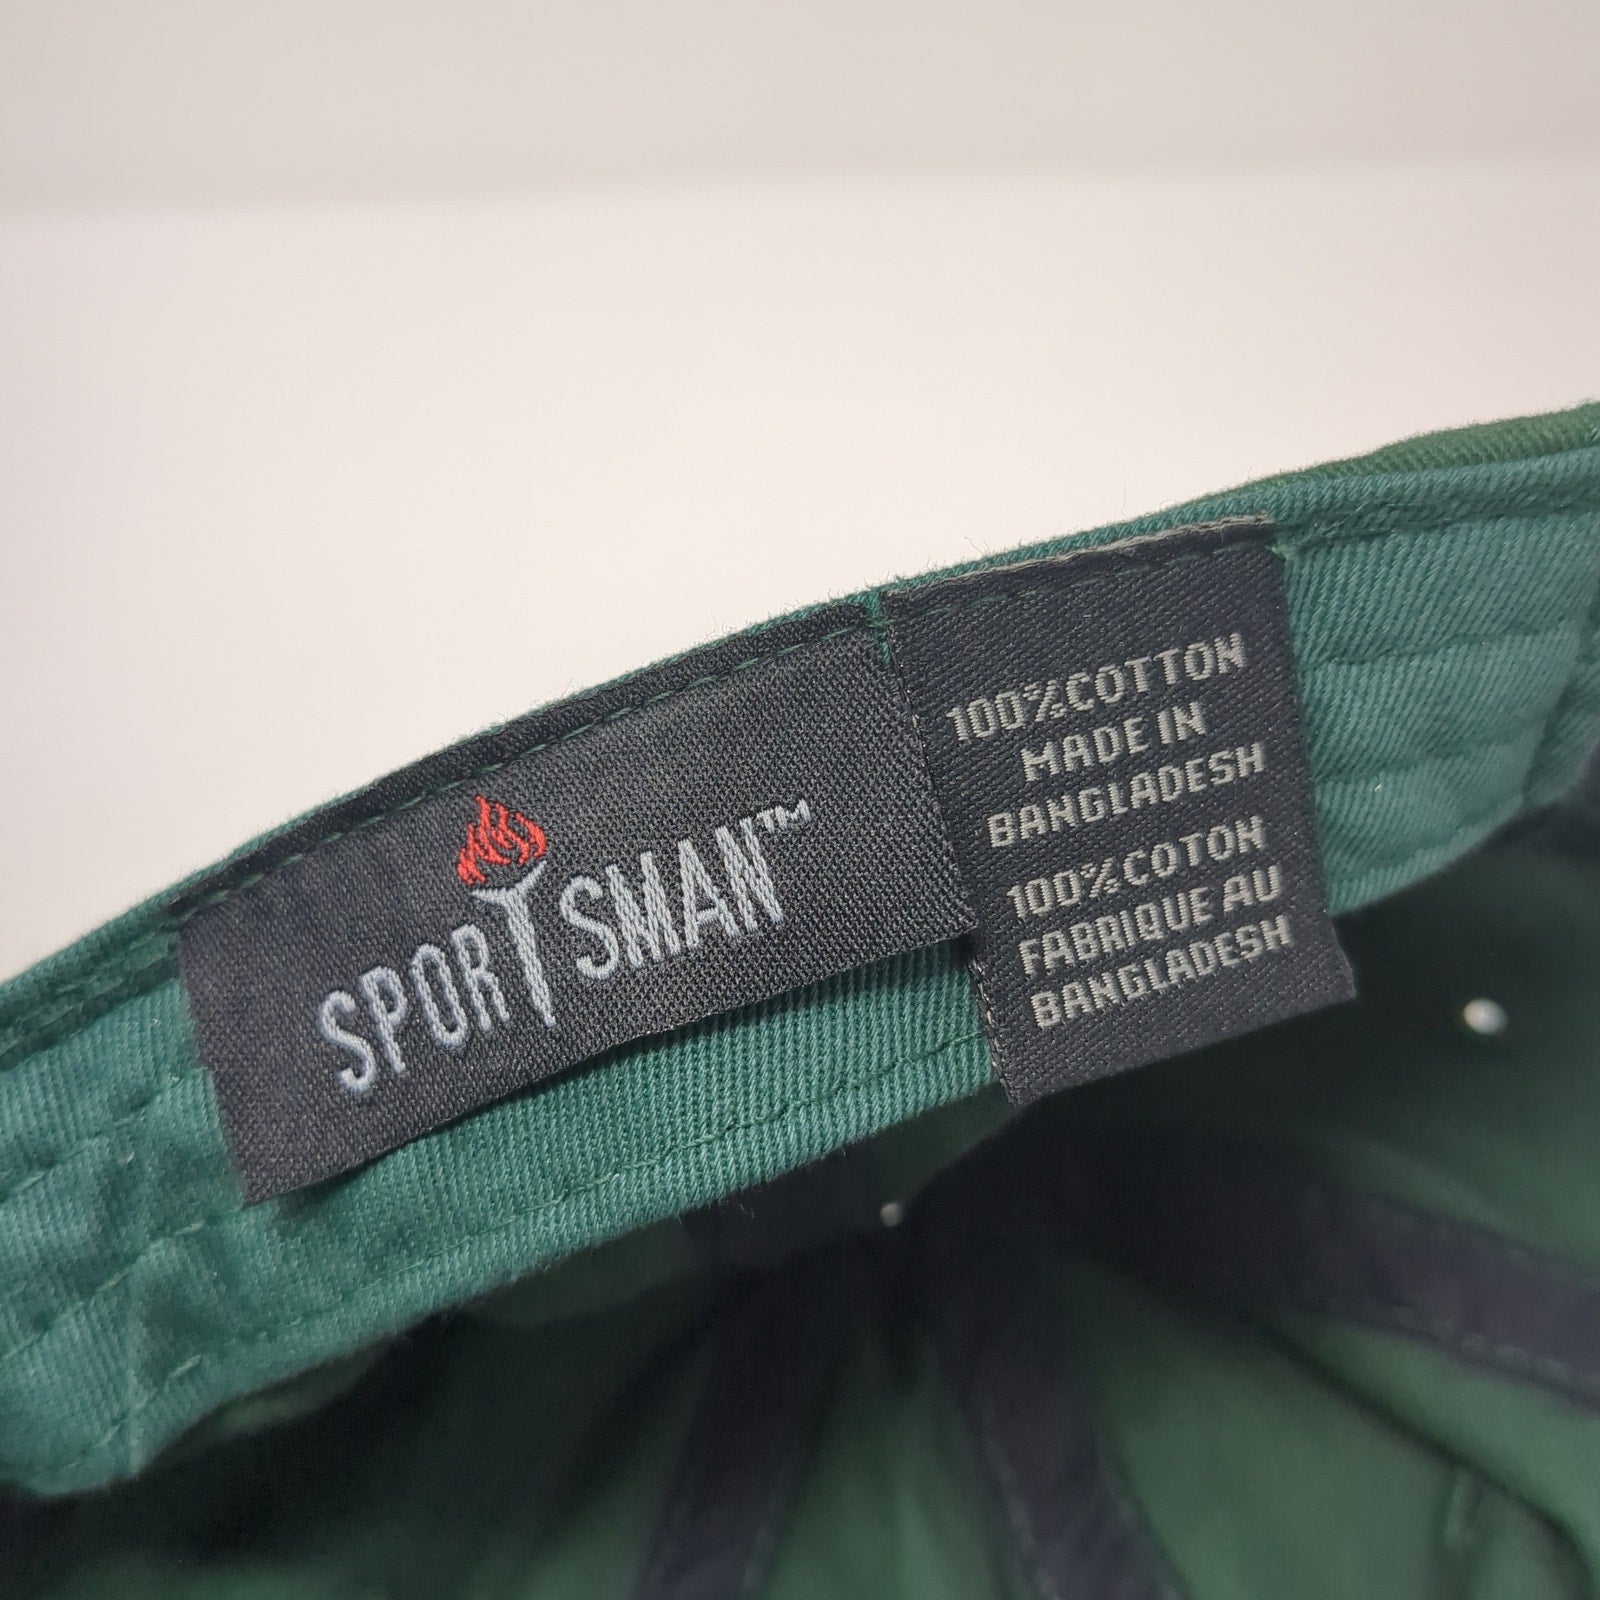 SPORTSMAN™
100% COTTON
MADE IN
BANGLADESH
100% COTON
FABRIQUE AU
BANGLADESH